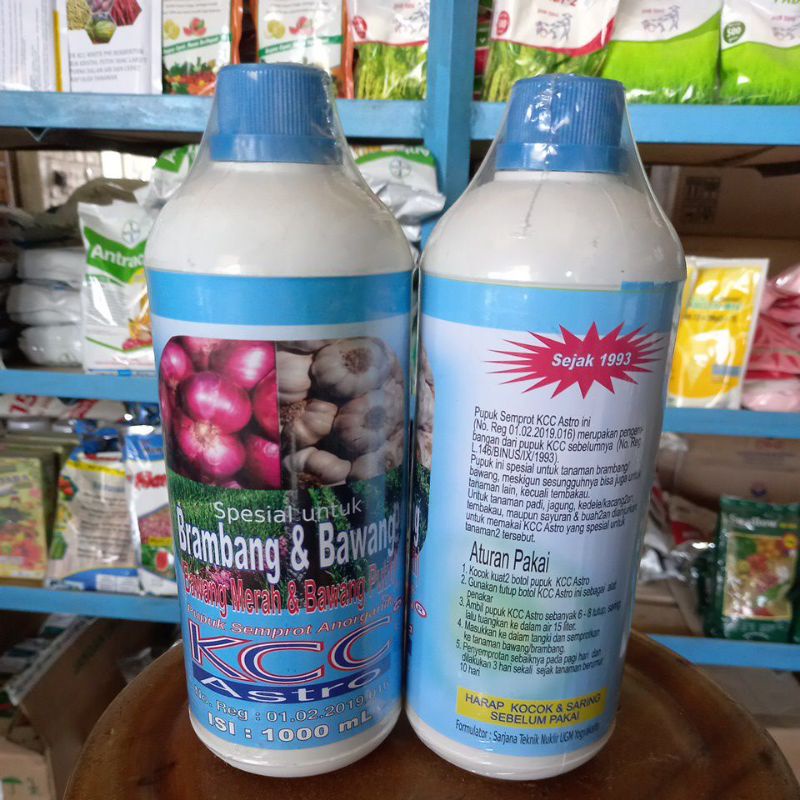 Spesial untuk
Brambang & Bawang
Bawang Merah & Bawang
Pupuk Semprot Anorganik
KCC
Astro
No. Reg : 01.02.2019.016
ISI : 1000 mL
Sejak 1993
Pupuk Semprot KCC Astro ini
(No. Reg 01.02.2019.016) merupakan pengem-
bangan dari pupuk KCC sebelumnya (No. Reg.
L.146/BINUS/IX/1993).
Pupuk ini spesial untuk tanaman brambang/
bawang, meskigun sesungguhnya bisa juga untuk
tanaman lain, kecuali tembakau.
Untuk tanaman padi, jagung, kedelei/kacang2an,
tembakau, maupun sayuran & buah2an dianjurkan
untuk memakai KCC Astro yang spesial untuk
tanaman2 tersebut.
Aturan Pakai
1. Kocok kuat2 botol pupuk KCC Astro
2. Gunakan tutup botol KCC Astro ini sebagai alat
penakar
3. Ambil pupuk KCC Astro sebanyak 6 - 8 tutup, saring
lalu tuangkan ke dalam air 15 liter.
4. Masukkan ke dalam tangki dan semprotkan
ke tanaman bawang/brambang.
5. Penyemprotan sebaiknya pada pagi hari dan
dilakukan 3 hari sekali sejak tanaman berumur
10 hari
HARAP KOCOK & SARING
SEBELUM PAKAI
Formulator : Sarjana Teknik Nuklir UGM Yogyakarta
Antra
500